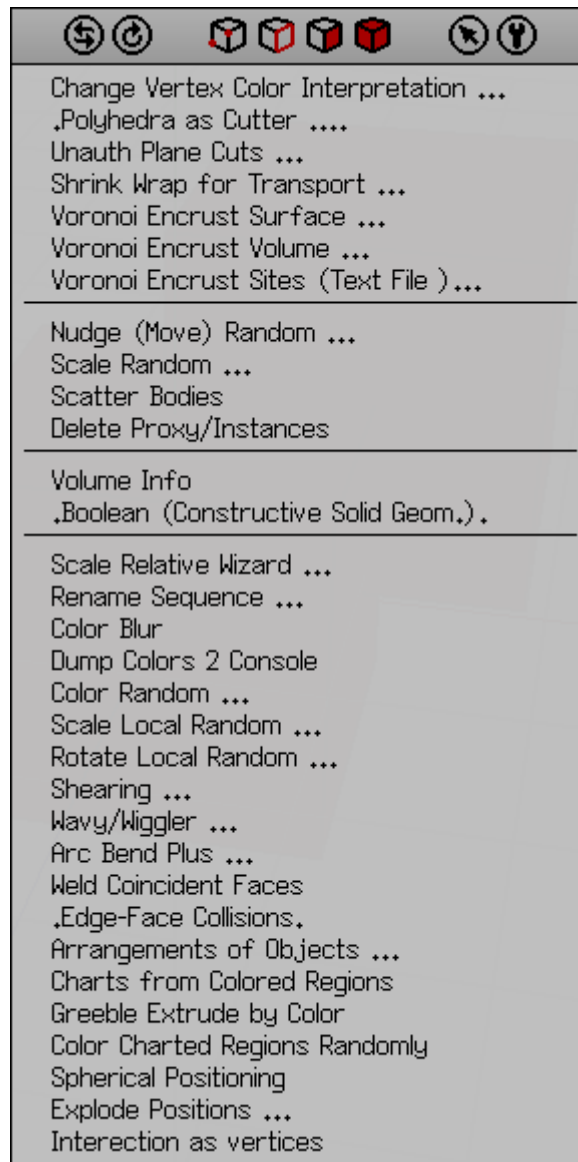 Change Vertex Color Interpretation ...
.Polyhedra as Cutter ....
Unauth Plane Cuts ...
Shrink Wrap for Transport ...
Voronoi Encrust Surface ...
Voronoi Encrust Volume ...
Voronoi Encrust Sites (Text File )...
Nudge (Move) Random ...
Scale Random ...
Scatter Bodies
Delete Proxy/Instances
Volume Info
.Boolean (Constructive Solid Geom.).
Scale Relative Wizard ...
Rename Sequence ...
Color Blur
Dump Colors 2 Console
Color Random ...
Scale Local Random ...
Rotate Local Random ...
Shearing ...
Wavy/Wiggler ...
Arc Bend Plus ...
Weld Coincident Faces
.Edge-Face Collisions.
Arrangements of Objects ...
Charts from Colored Regions
Greeble Extrude by Color
Color Charted Regions Randomly
Spherical Positioning
Explode Positions ...
Interection as vertices